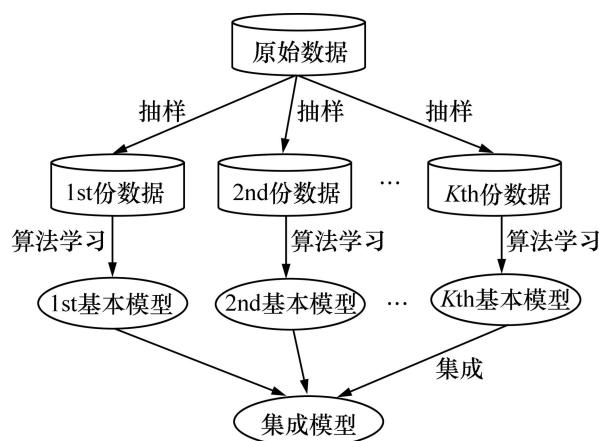 原始数据
抽样
抽样
抽样
1st份数据
2nd份数据
…
Kth份数据
算法学习
算法学习
算法学习
1st基本模型
2nd基本模型
…
Kth基本模型
集成
集成模型